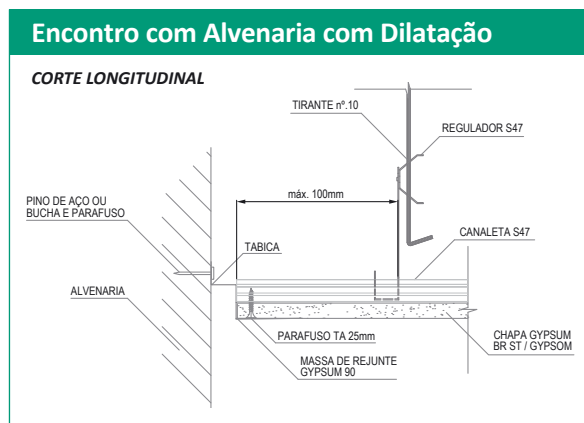 Encontro com Alvenaria com Dilatação
CORTE LONGITUDINAL
TIRANTE nº.10
REGULADOR S47
máx. 100mm
PINO DE AÇO OU
BUCHA E PARAFUSO
CANALETA S47
TABICA
ALVENARIA
PARAFUSO TA 25mm
CHAPA GYPSUM
BR ST / GYPSOM
MASSA DE REJUNTE
GYPSUM 90